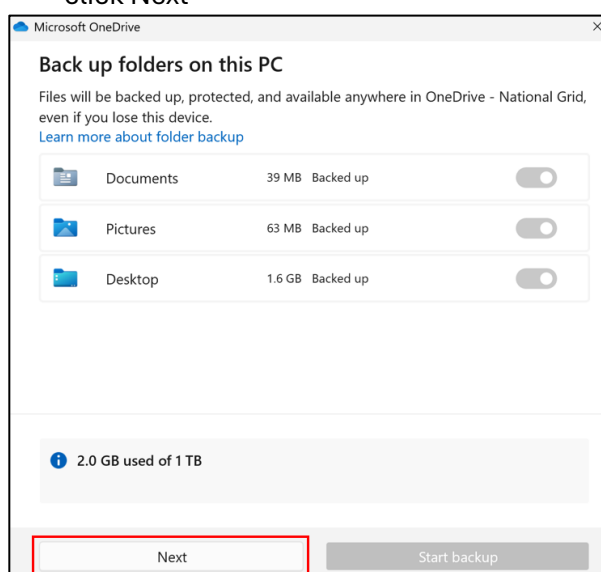 Click Next
Microsoft OneDrive
Back up folders on this PC
Files will be backed up, protected, and available anywhere in OneDrive - National Grid,
even if you lose this device.
Learn more about folder backup
Documents 39 MB Backed up
Pictures 63 MB Backed up
Desktop 1.6 GB Backed up
2.0 GB used of 1 TB
Next Start backup